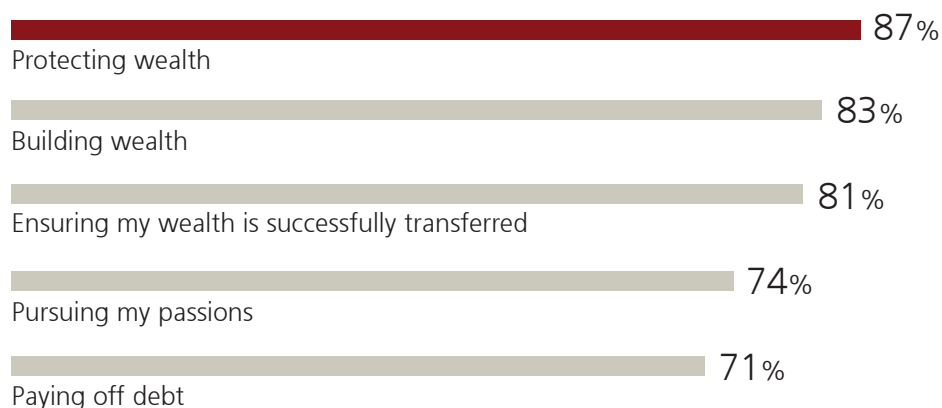 87%
Protecting wealth
83%
Building wealth
81%
Ensuring my wealth is successfully transferred
74%
Pursuing my passions
71%
Paying off debt